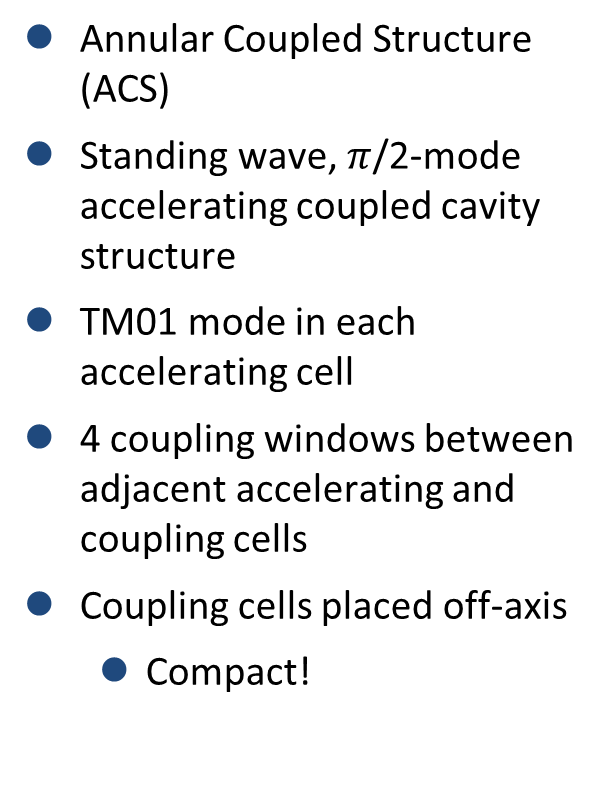 Annular Coupled Structure
(ACS)
Standing wave, π/2-mode
accelerating coupled cavity
structure
TM01 mode in each
accelerating cell
4 coupling windows between
adjacent accelerating and
coupling cells
Coupling cells placed off-axis
Compact!